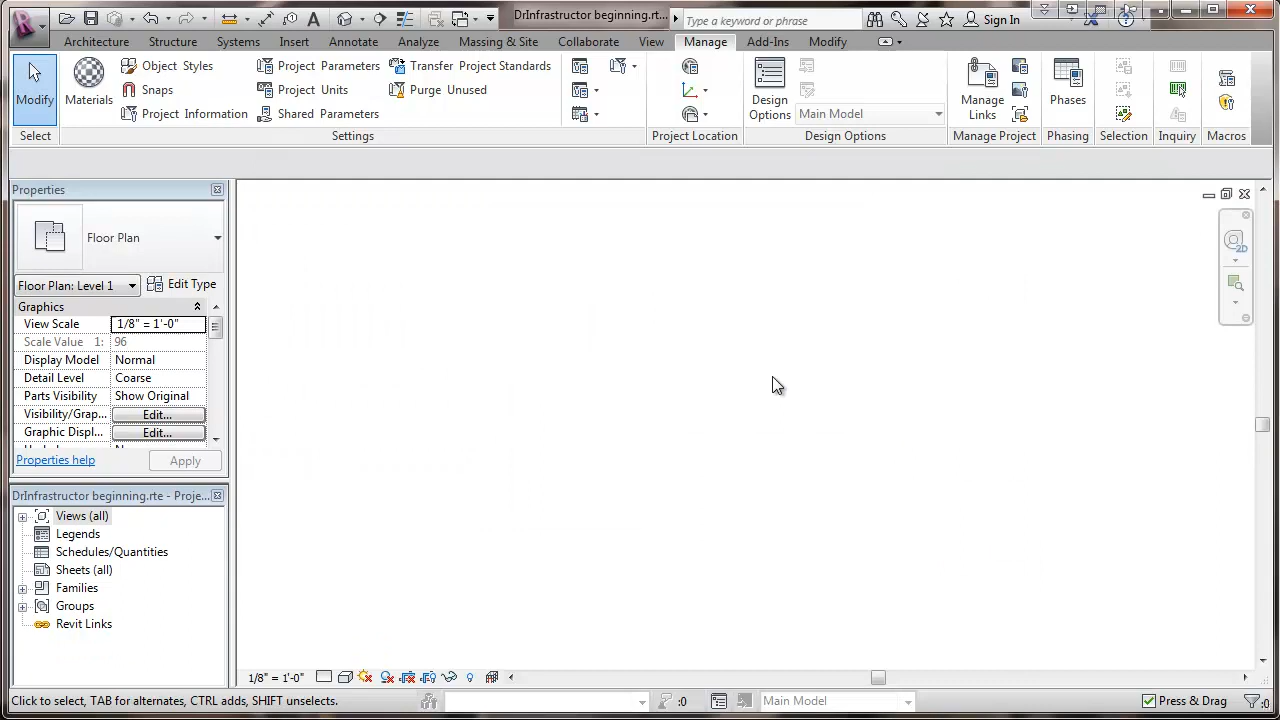 DrInfrastructor beginning.rt...
Type a keyword or phrase
Sign In
Architecture Structure Systems Insert Annotate Analyze Massing & Site Collaborate View Manage Add-Ins Modify
Modify
Materials
Object Styles
Snaps
Project Information
Project Parameters
Project Units
Shared Parameters
Transfer Project Standards
Purge Unused
Design
Options
Main Model
Manage
Links
Phases
Select Settings Project Location Design Options Manage Project Phasing Selection Inquiry Macros
Properties
Floor Plan
Floor Plan: Level 1
Edit Type
Graphics
View Scale 1/8" = 1'-0"
Scale Value 1: 96
Display Model Normal
Detail Level Coarse
Parts Visibility Show Original
Visibility/Grap... Edit...
Graphic Displ... Edit...
Properties help
Apply
DrInfrastructor beginning.rte - Proje...
Views (all)
Legends
Schedules/Quantities
Sheets (all)
Families
Groups
Revit Links
2D
1/8" = 1'-0"
Click to select, TAB for alternates, CTRL adds, SHIFT unselects.
:0
Main Model
Press & Drag
:0